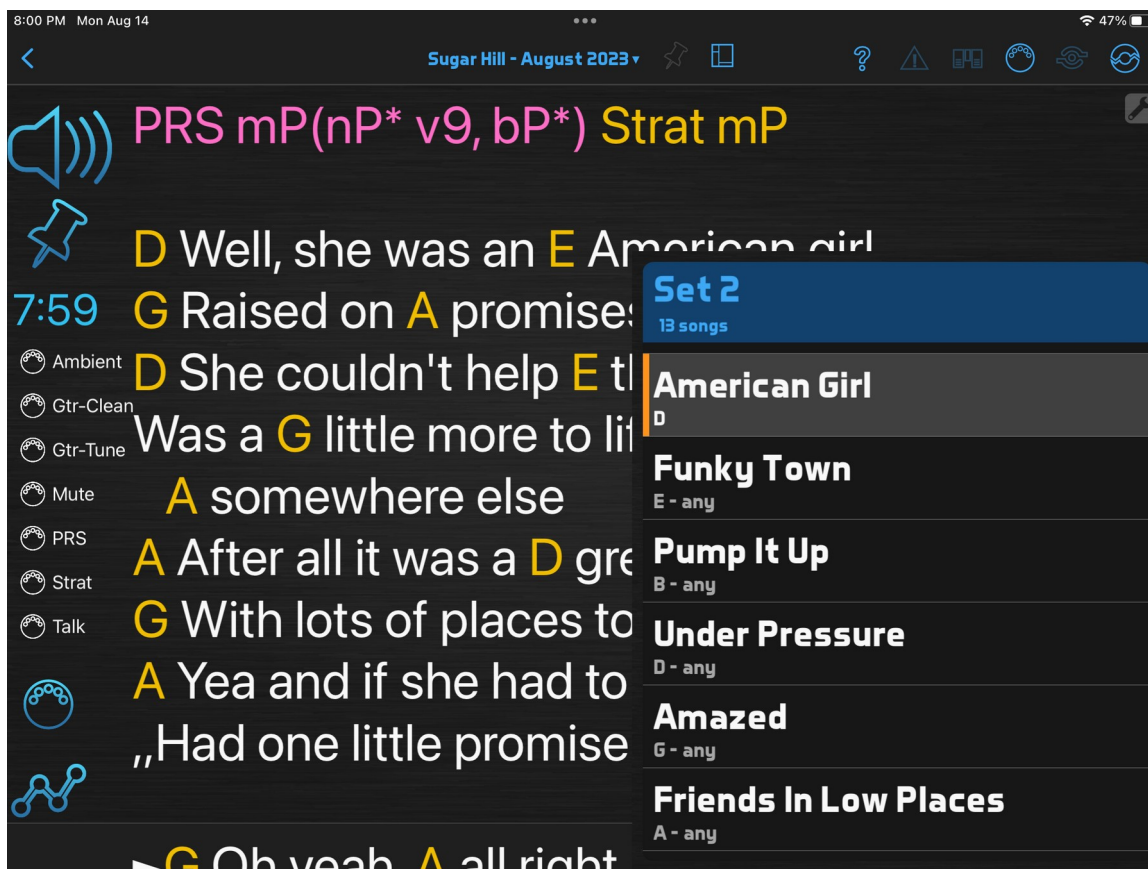 8:00 PM Mon Aug 14
47%
Sugar Hill - August 2023
?
PRS mP(nP* v9, bP*) Strat mP
7:59
Ambient
Gtr-Clean
Gtr-Tune
Mute
PRS
Strat
Talk
D Well, she was an E American girl
G Raised on A promises
D She couldn't help E
Was a G little more to
A somewhere else
A After all it was a D
G With lots of places to
A Yea and if she had to
,,Had one little promise
G Oh yeah A all right
Set 2
13 songs
American Girl
D
Funky Town
E - any
Pump It Up
B - any
Under Pressure
D - any
Amazed
G - any
Friends In Low Places
A - any